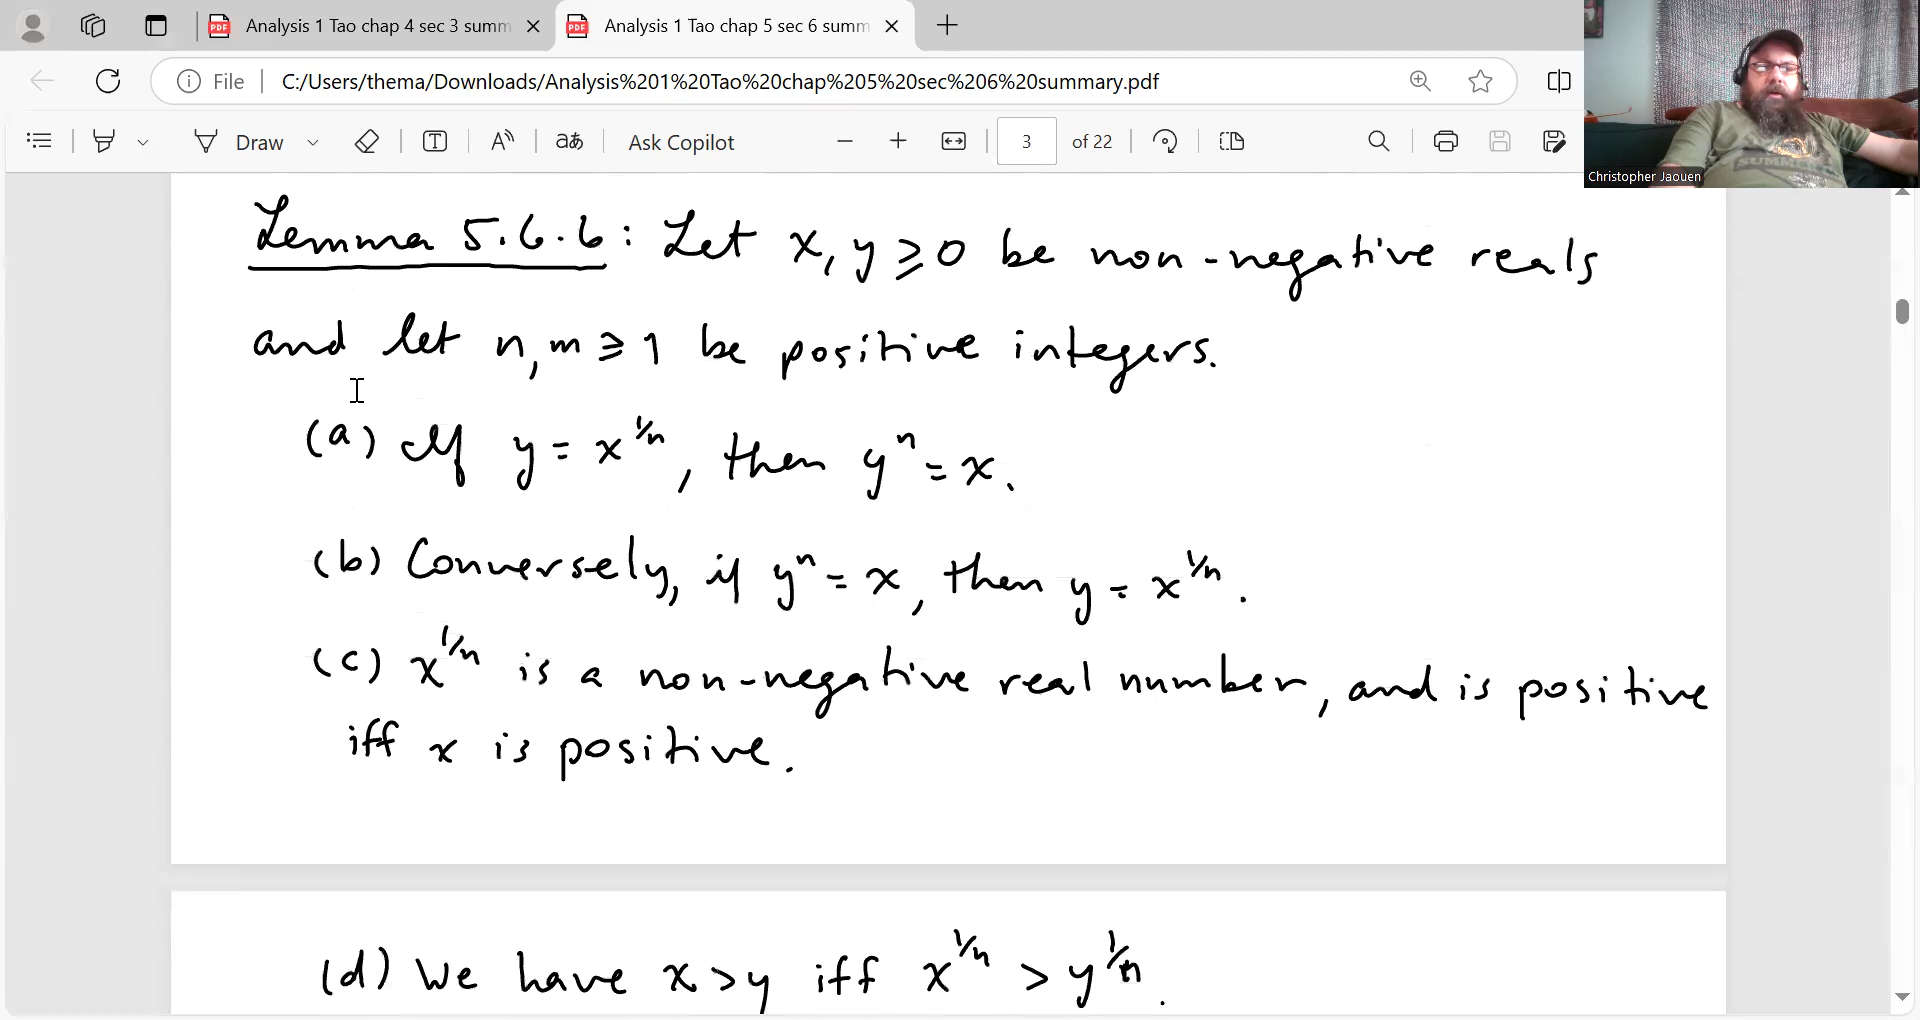 Analysis 1 Tao chap 4 sec 3 summ
Analysis 1 Tao chap 5 sec 6 summ
File
C:/Users/thema/Downloads/Analysis%201%20Tao%20chap%205%20sec%206%20summary.pdf
Draw
Ask Copilot
3 of 22
Christopher Jaouen
Lemma 5.6.6: Let x, y ≥ 0 be non-negative reals
and let n, m ≥ 1 be positive integers.
(a) If y = x^{1/n}, then y^n = x.
(b) Conversely, if y^n = x, then y = x^{1/n}.
(c) x^{1/n} is a non-negative real number, and is positive
iff x is positive.
(d) We have x > y iff x^{1/n} > y^{1/n}.